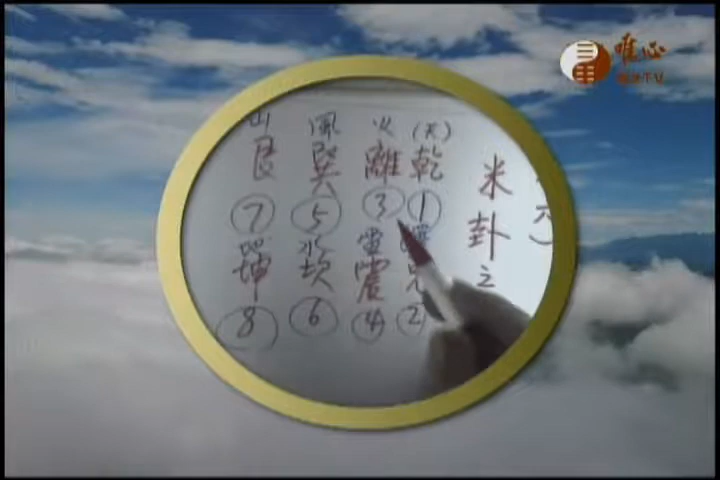 唯心
六)
米卦之
(天)
乾
①
②
火
離
③
雷
震
④
風
巽
⑤
水
坎
⑥
山
艮
⑦
地
坤
⑧